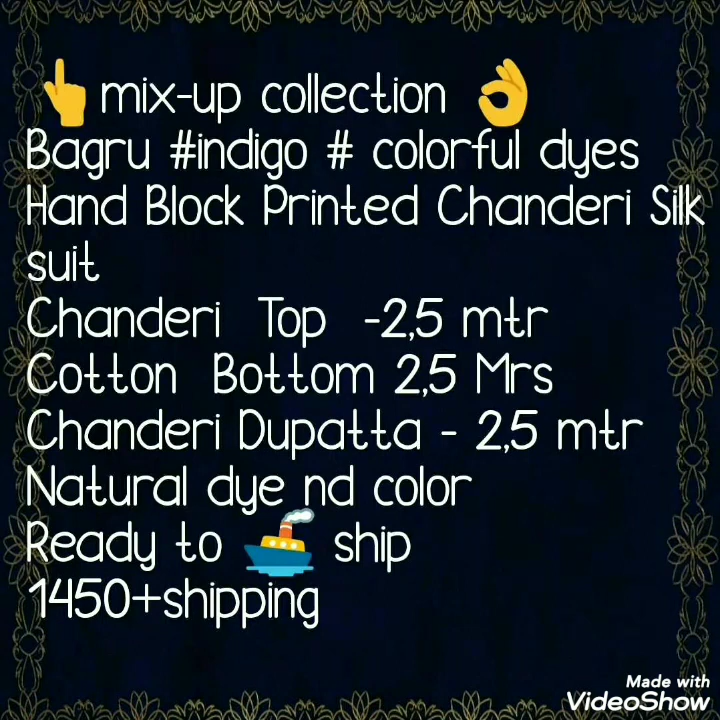 👆mix-up collection 👌
Bagru #indigo # colorful dyes
Hand Block Printed Chanderi Silk
suit
Chanderi Top -2,5 mtr
Cotton Bottom 2,5 Mrs
Chanderi Dupatta - 2,5 mtr
Natural dye nd color
Ready to 🚢 ship
1450+shipping
Made with
VideoShow